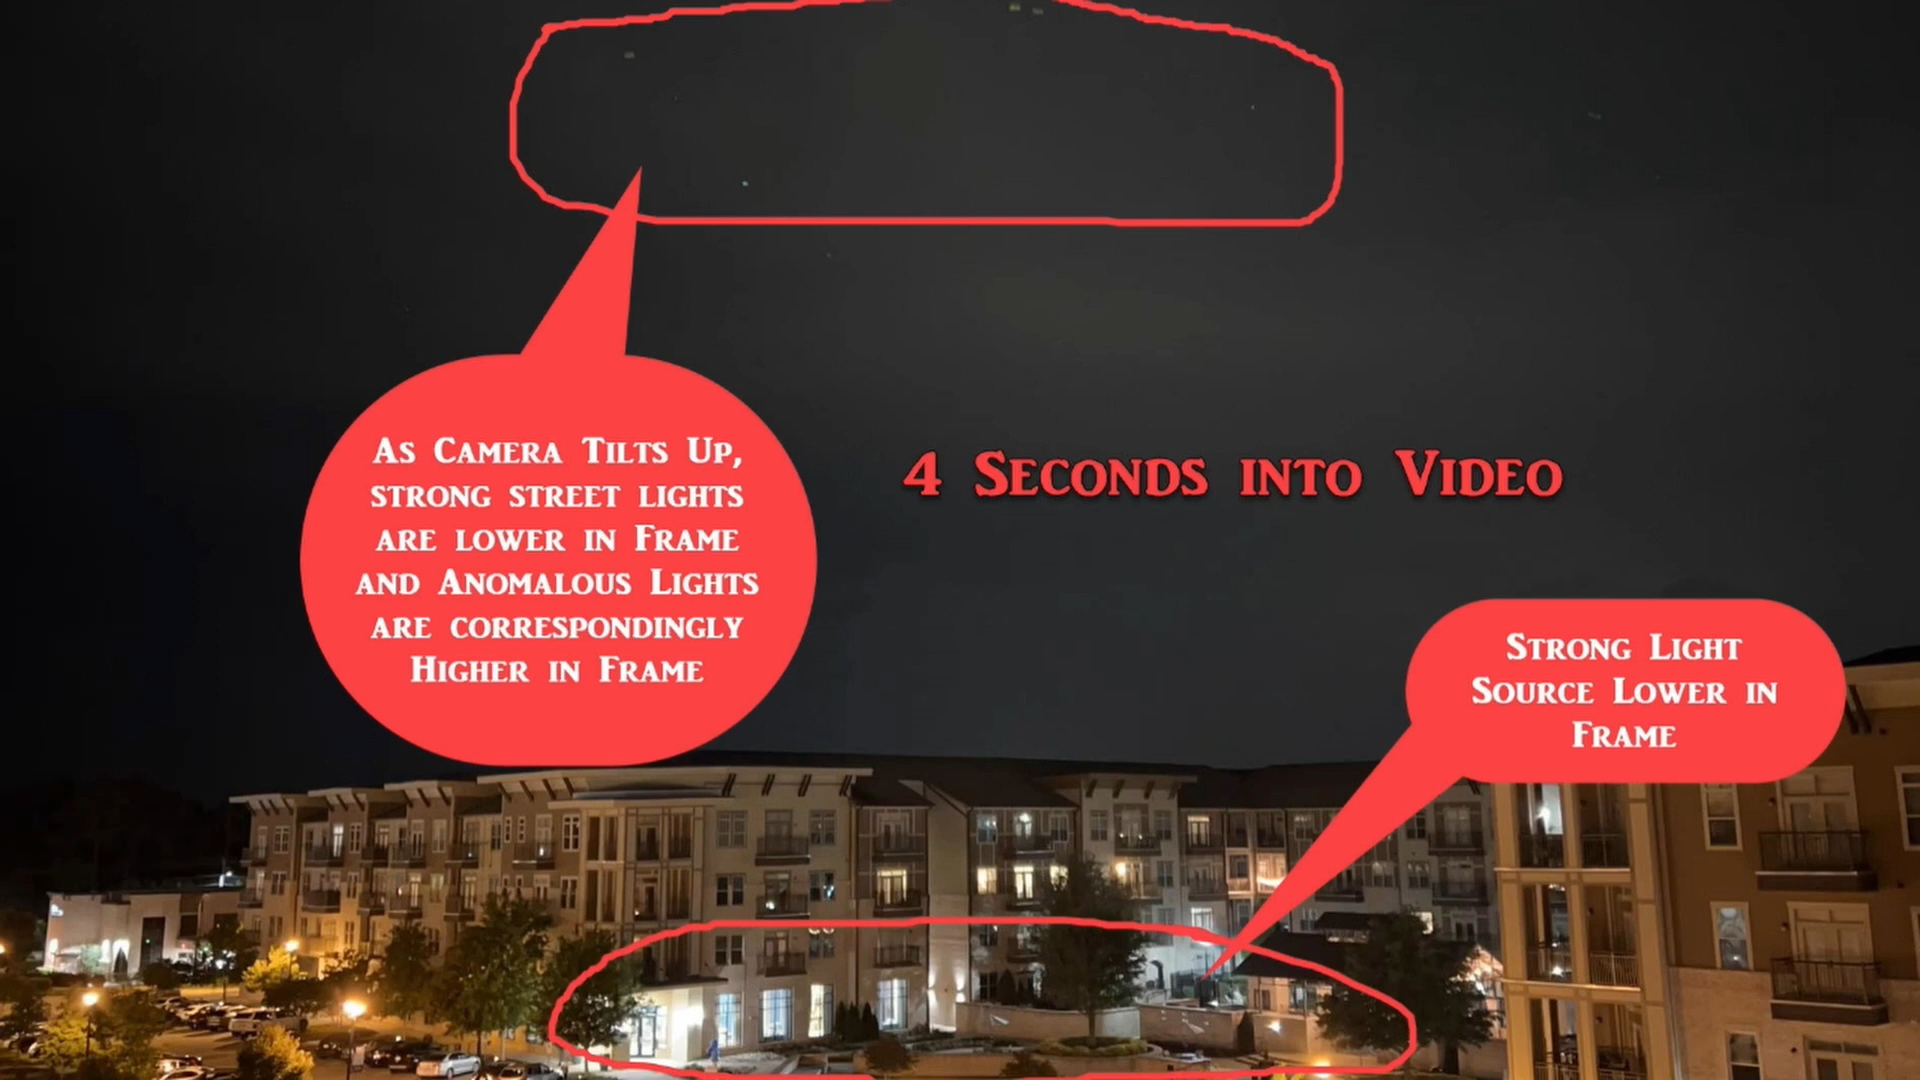 As Camera Tilts Up,
strong street lights
are lower in Frame
and Anomalous Lights
are correspondingly
Higher in Frame
4 Seconds into Video
Strong Light
Source Lower in
Frame